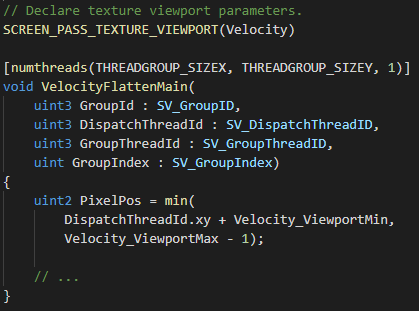 // Declare texture viewport parameters.
SCREEN_PASS_TEXTURE_VIEWPORT(Velocity)
[numthreads(THREADGROUP_SIZEX, THREADGROUP_SIZEY, 1)]
void VelocityFlattenMain(
uint3 GroupId : SV_GroupID,
uint3 DispatchThreadId : SV_DispatchThreadID,
uint3 GroupThreadId : SV_GroupThreadID,
uint GroupIndex : SV_GroupIndex)
{
uint2 PixelPos = min(
DispatchThreadId.xy + Velocity_ViewportMin,
Velocity_ViewportMax - 1);
// ...
}